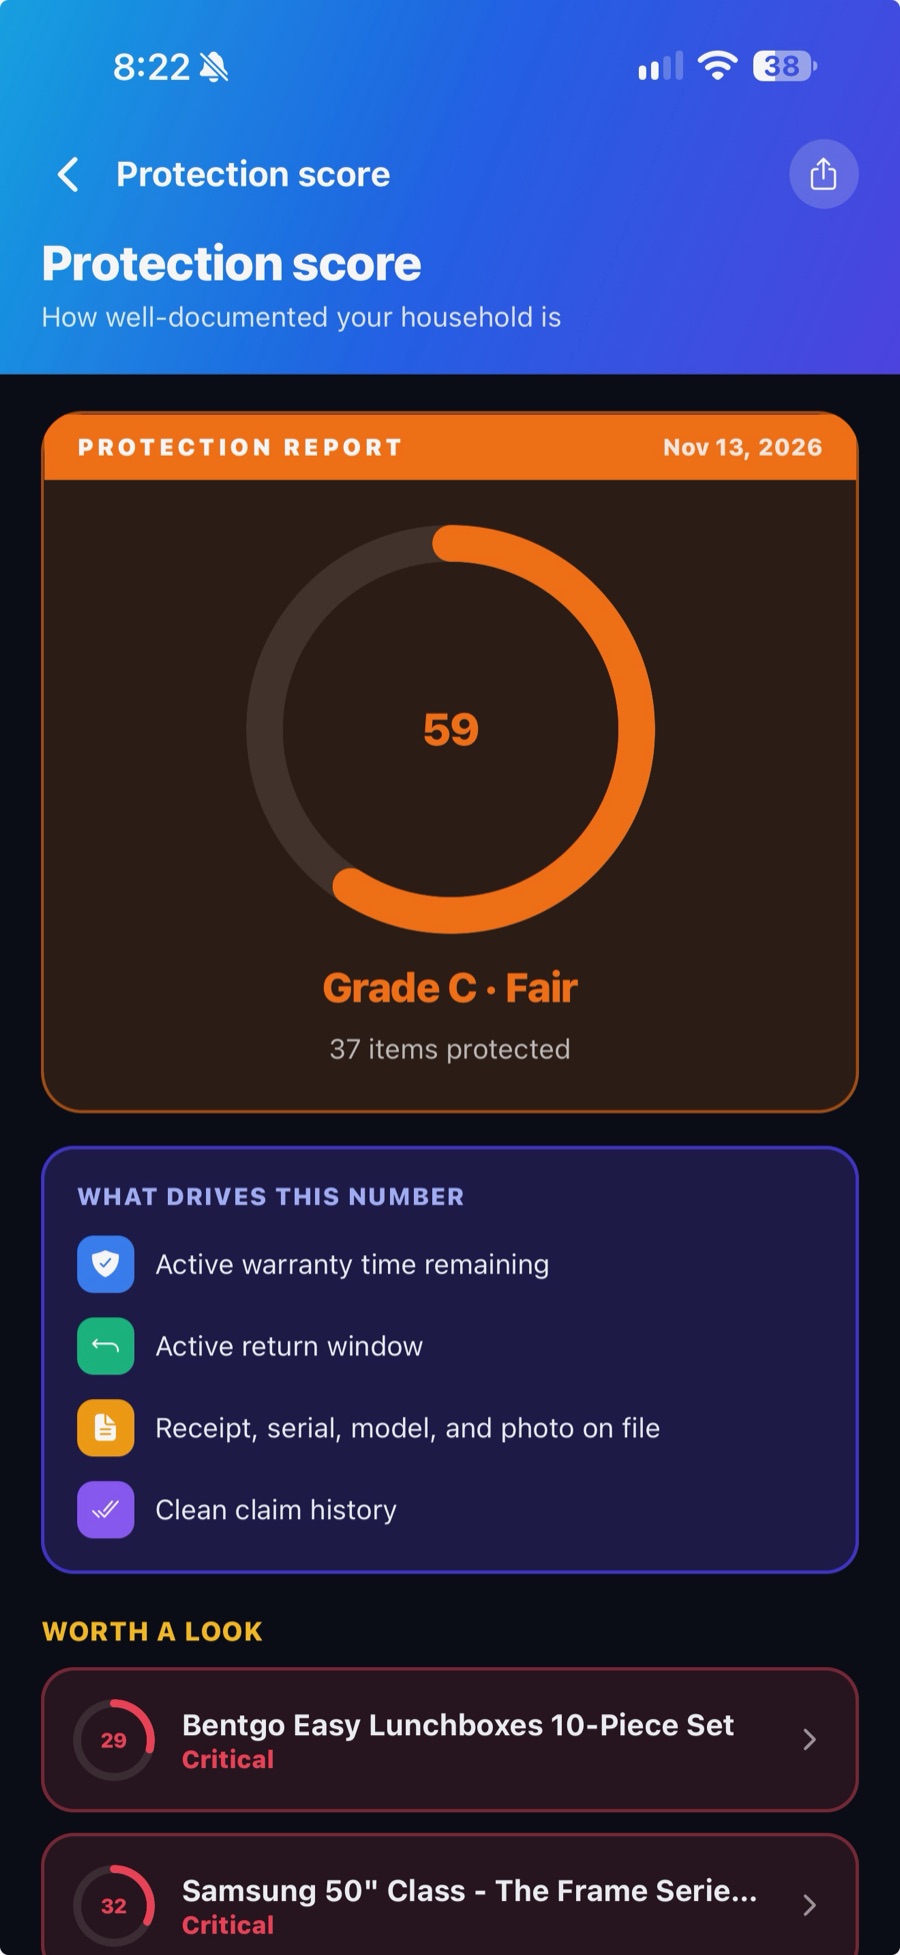 8:22
38
Protection score
Protection score
How well-documented your household is
PROTECTION REPORT
Nov 13, 2026
59
Grade C · Fair
37 items protected
WHAT DRIVES THIS NUMBER
Active warranty time remaining
Active return window
Receipt, serial, model, and photo on file
Clean claim history
WORTH A LOOK
29
Bentgo Easy Lunchboxes 10-Piece Set
Critical
32
Samsung 50" Class - The Frame Serie...
Critical